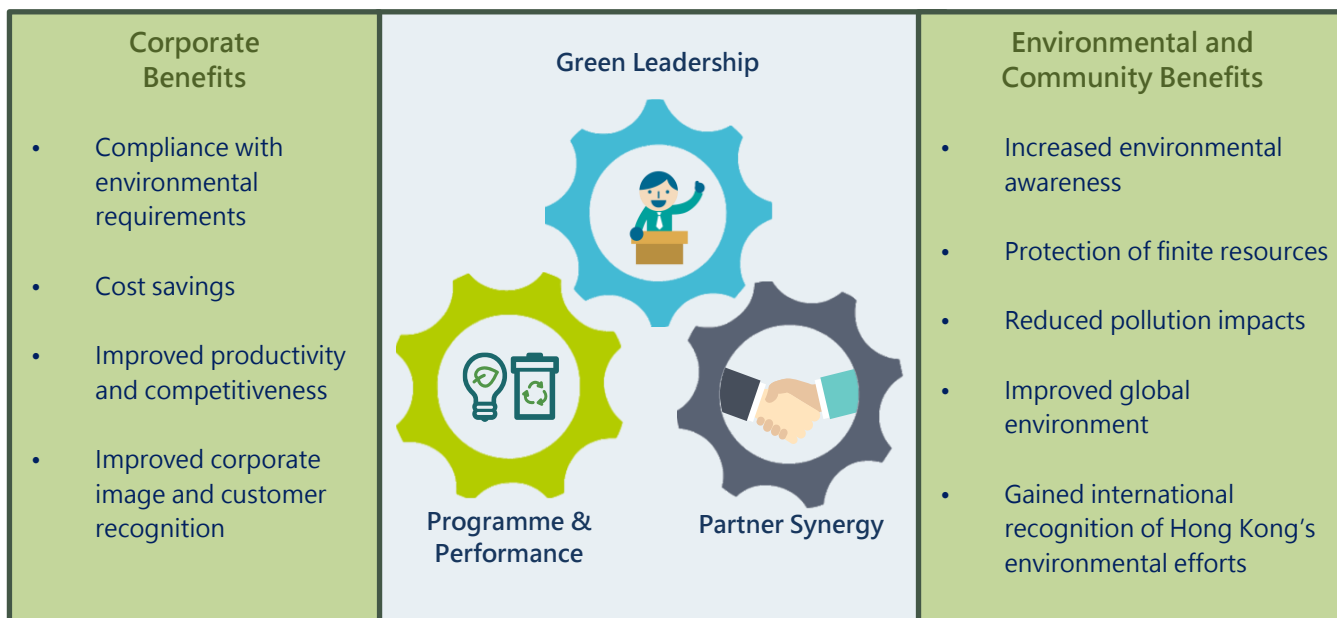 Corporate
Benefits
• Compliance with
environmental
requirements
• Cost savings
• Improved productivity
and competitiveness
• Improved corporate
image and customer
recognition
Green Leadership
Programme &
Performance
Partner Synergy
Environmental and
Community Benefits
• Increased environmental
awareness
• Protection of finite resources
• Reduced pollution impacts
• Improved global
environment
• Gained international
recognition of Hong Kong’s
environmental efforts